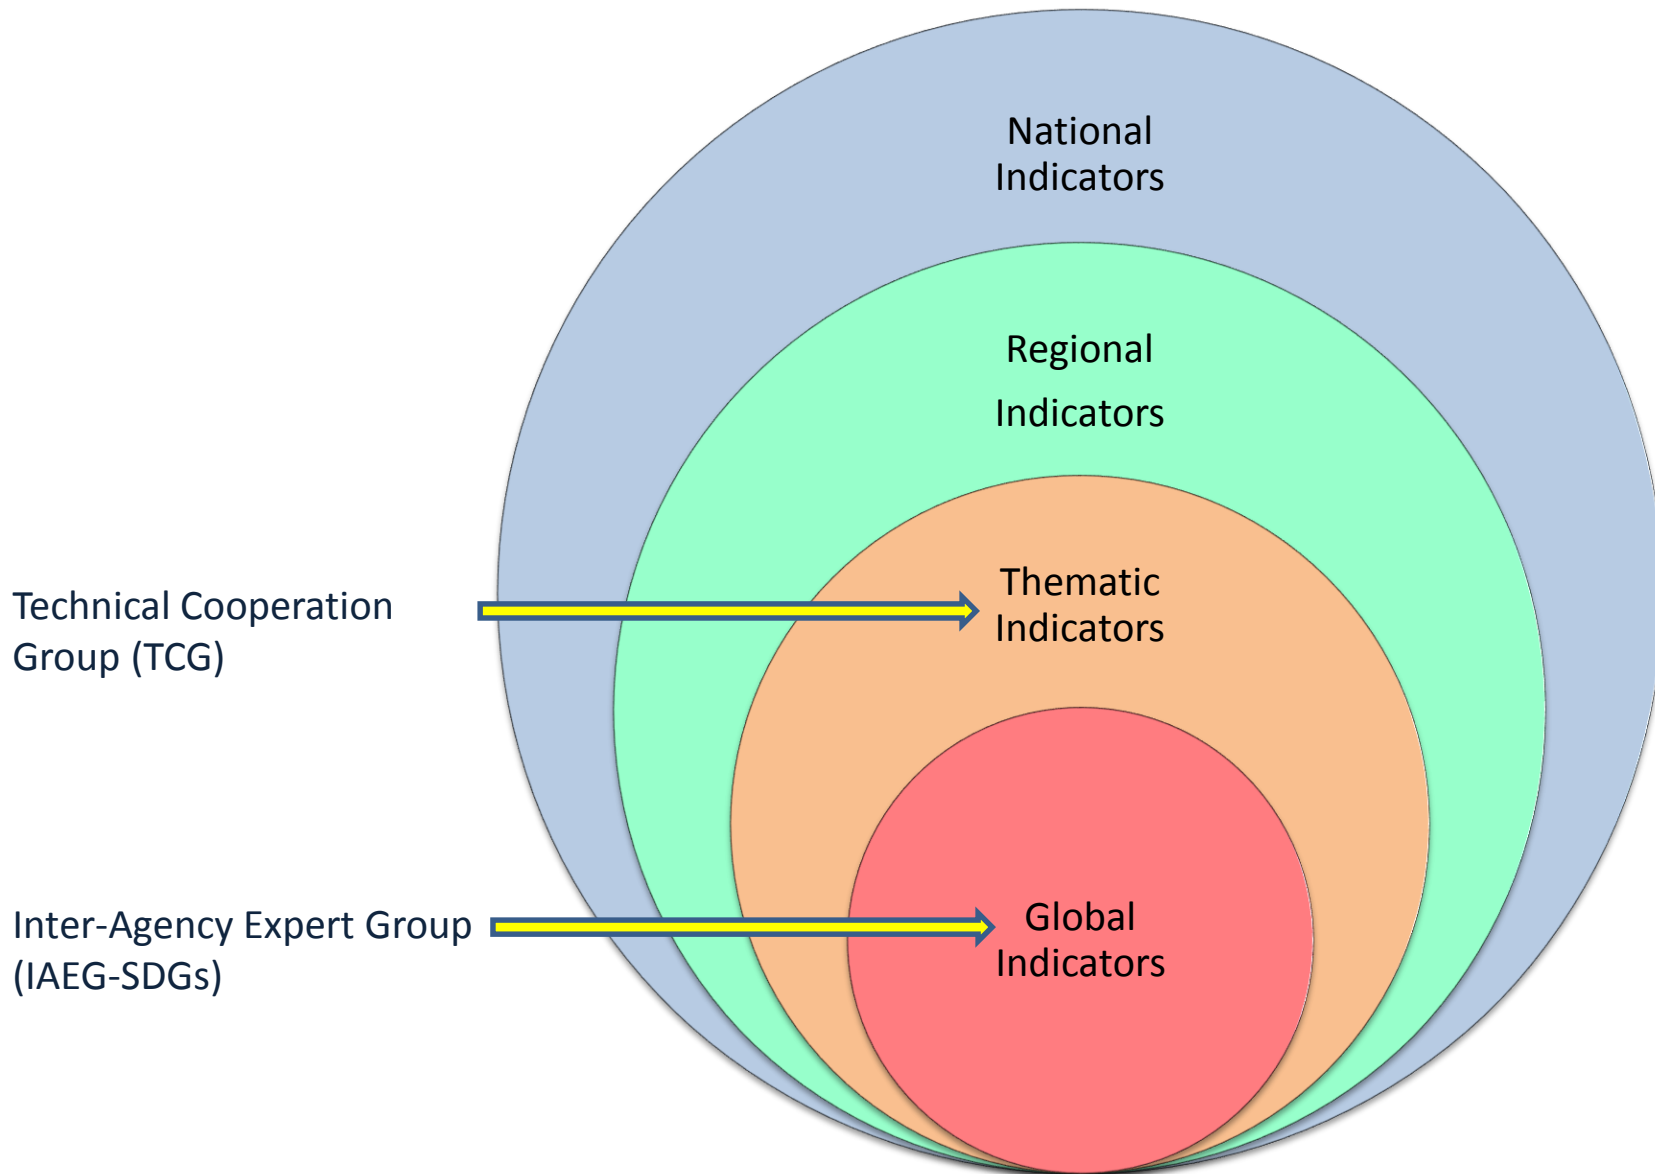 National
Indicators
Regional
Indicators
Thematic
Indicators
Technical Cooperation
Group (TCG)
Global
Indicators
Inter-Agency Expert Group
(IAEG-SDGs)